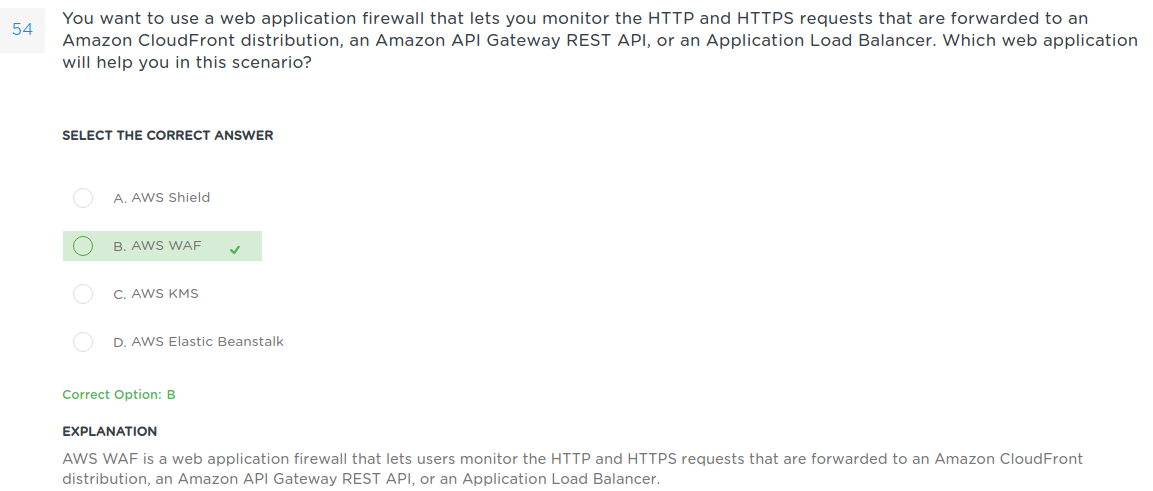 54
You want to use a web application firewall that lets you monitor the HTTP and HTTPS requests that are forwarded to an
Amazon CloudFront distribution, an Amazon API Gateway REST API, or an Application Load Balancer. Which web application
will help you in this scenario?
SELECT THE CORRECT ANSWER
A. AWS Shield
B. AWS WAF
C. AWS KMS
D. AWS Elastic Beanstalk
Correct Option: B
EXPLANATION
AWS WAF is a web application firewall that lets users monitor the HTTP and HTTPS requests that are forwarded to an Amazon CloudFront
distribution, an Amazon API Gateway REST API, or an Application Load Balancer.